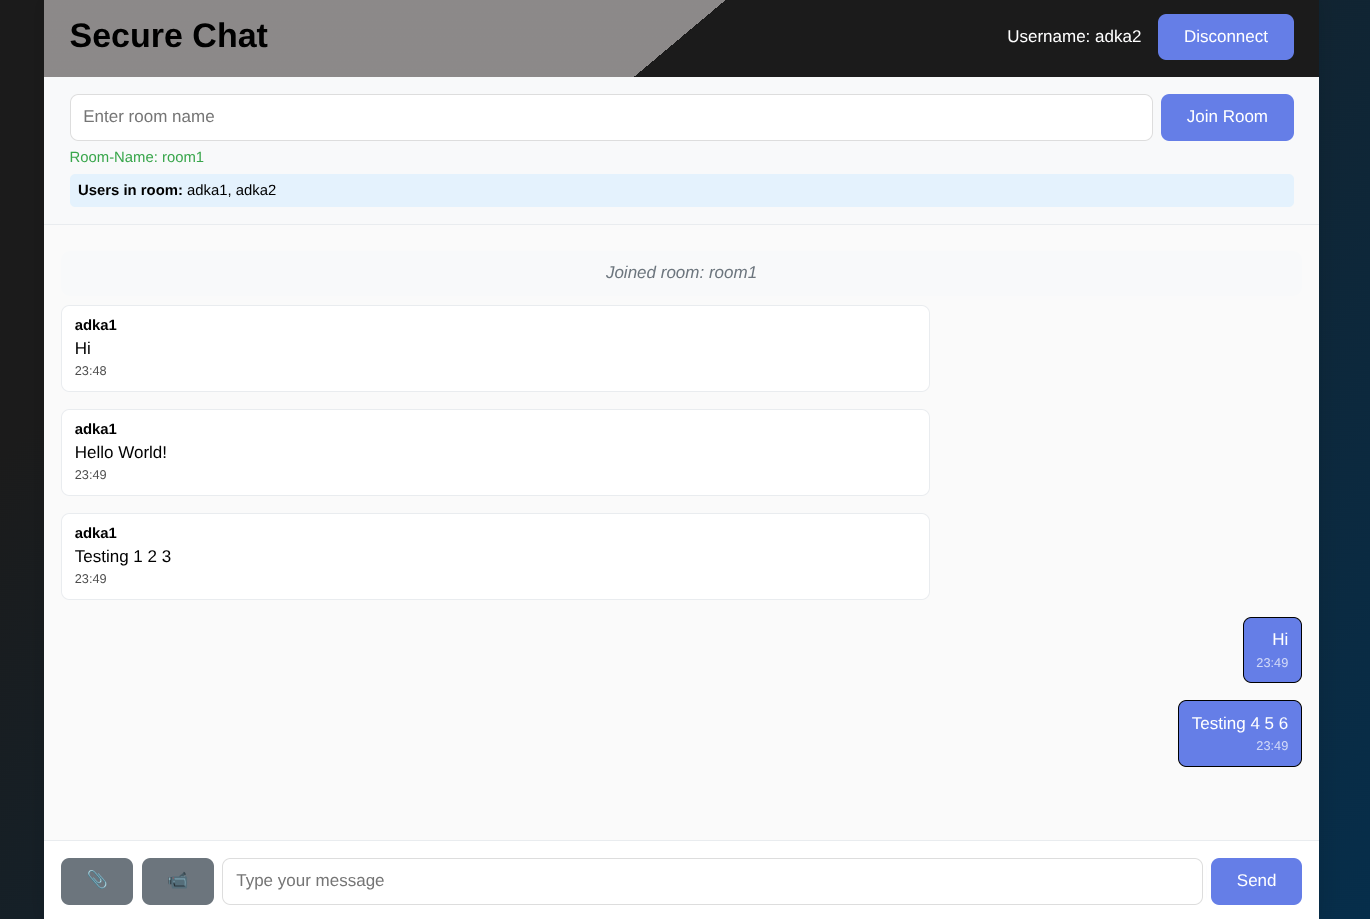 Secure Chat
Username: adka2
Disconnect
Enter room name
Join Room
Room-Name: room1
Users in room: adka1, adka2
Joined room: room1
adka1
Hi
23:48
adka1
Hello World!
23:49
adka1
Testing 1 2 3
23:49
Hi
23:49
Testing 4 5 6
23:49
Type your message
Send